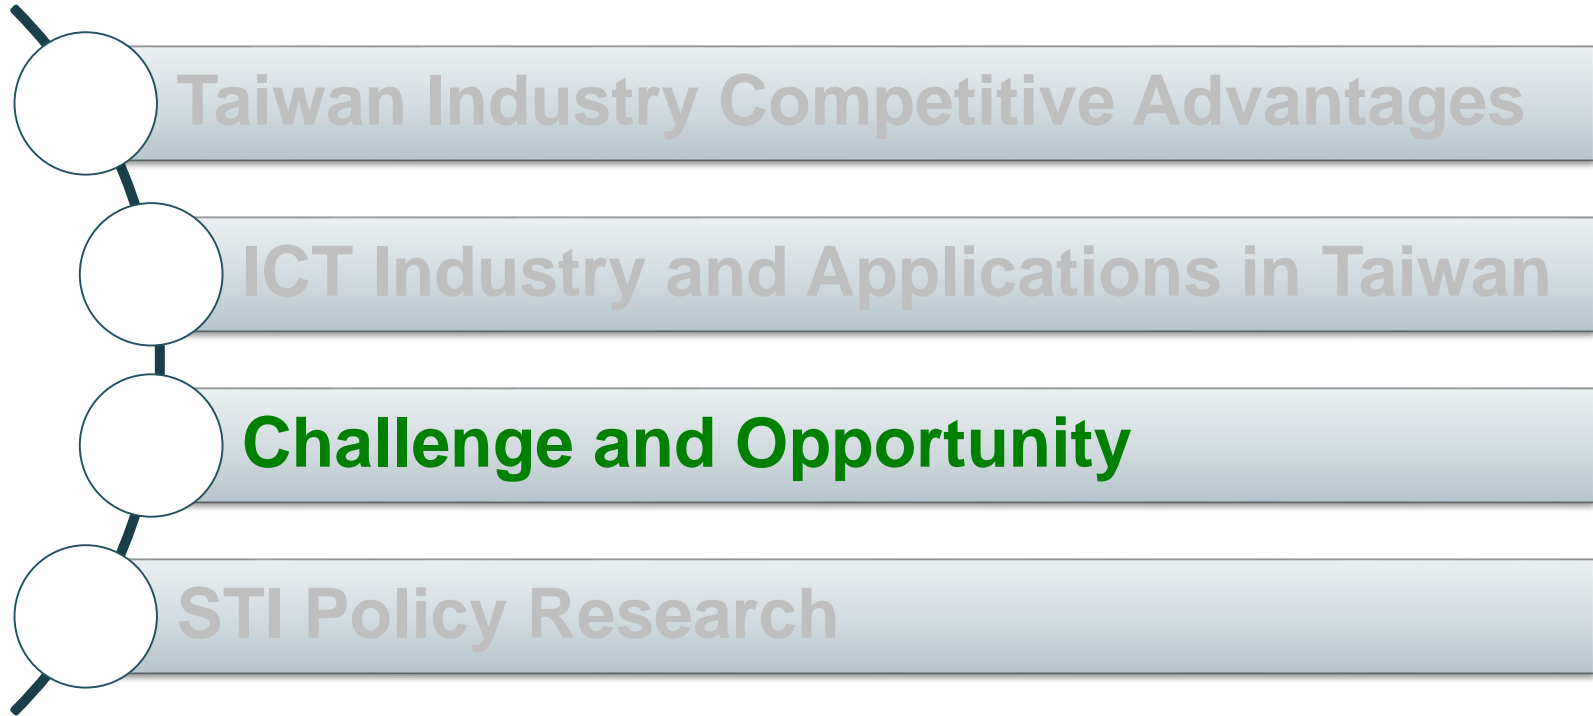 Taiwan Industry Competitive Advantages
ICT Industry and Applications in Taiwan
Challenge and Opportunity
STI Policy Research